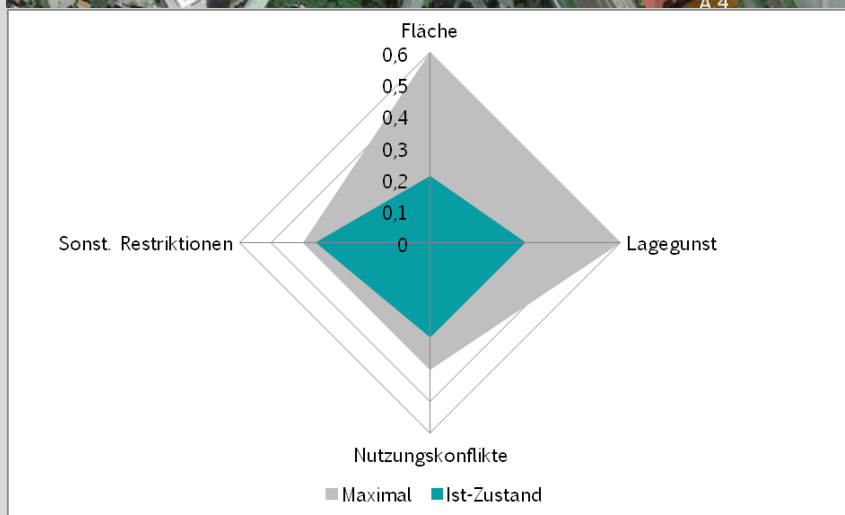 A 4
Fläche
0,6
0,5
0,4
0,3
0,2
0,1
0
Sonst. Restriktionen
Lagegunst
Nutzungskonflikte
Maximal
Ist-Zustand